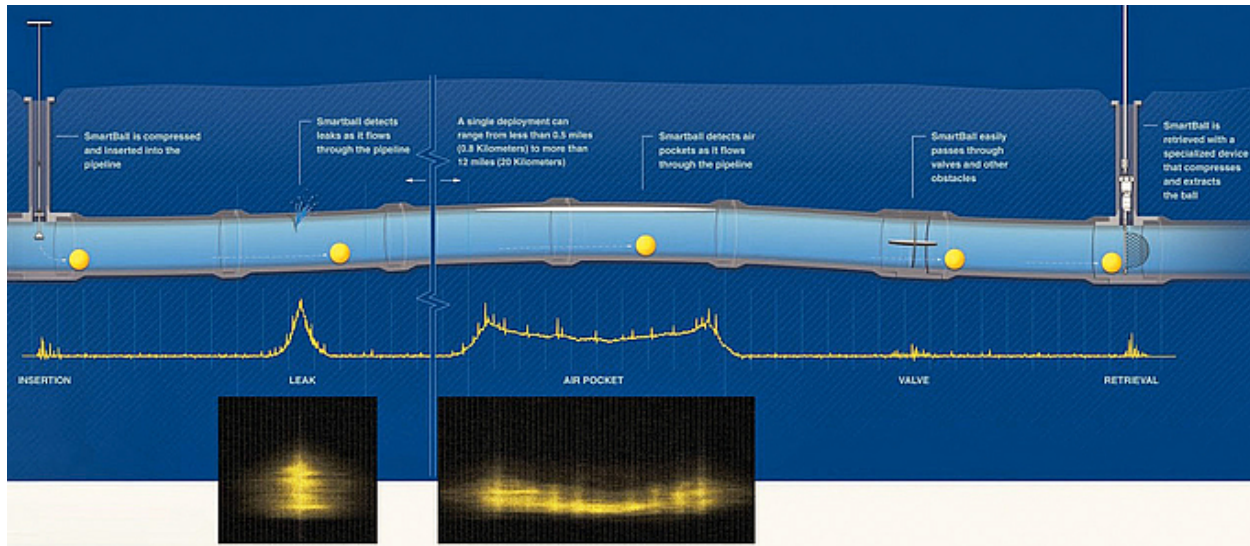 SmartBall is compressed
and inserted into the
pipeline
Smartball detects
leaks as it flows
through the pipeline
A single deployment can
range from less than 0.5 miles
(0.8 Kilometers) to more than
12 miles (20 Kilometers)
Smartball detects air
pockets as it flows
through the pipeline
SmartBall easily
passes through
valves and other
obstacles
SmartBall is
retrieved with a
specialized device
that compresses
and extracts
the ball
INSERTION
LEAK
AIR POCKET
VALVE
RETRIEVAL